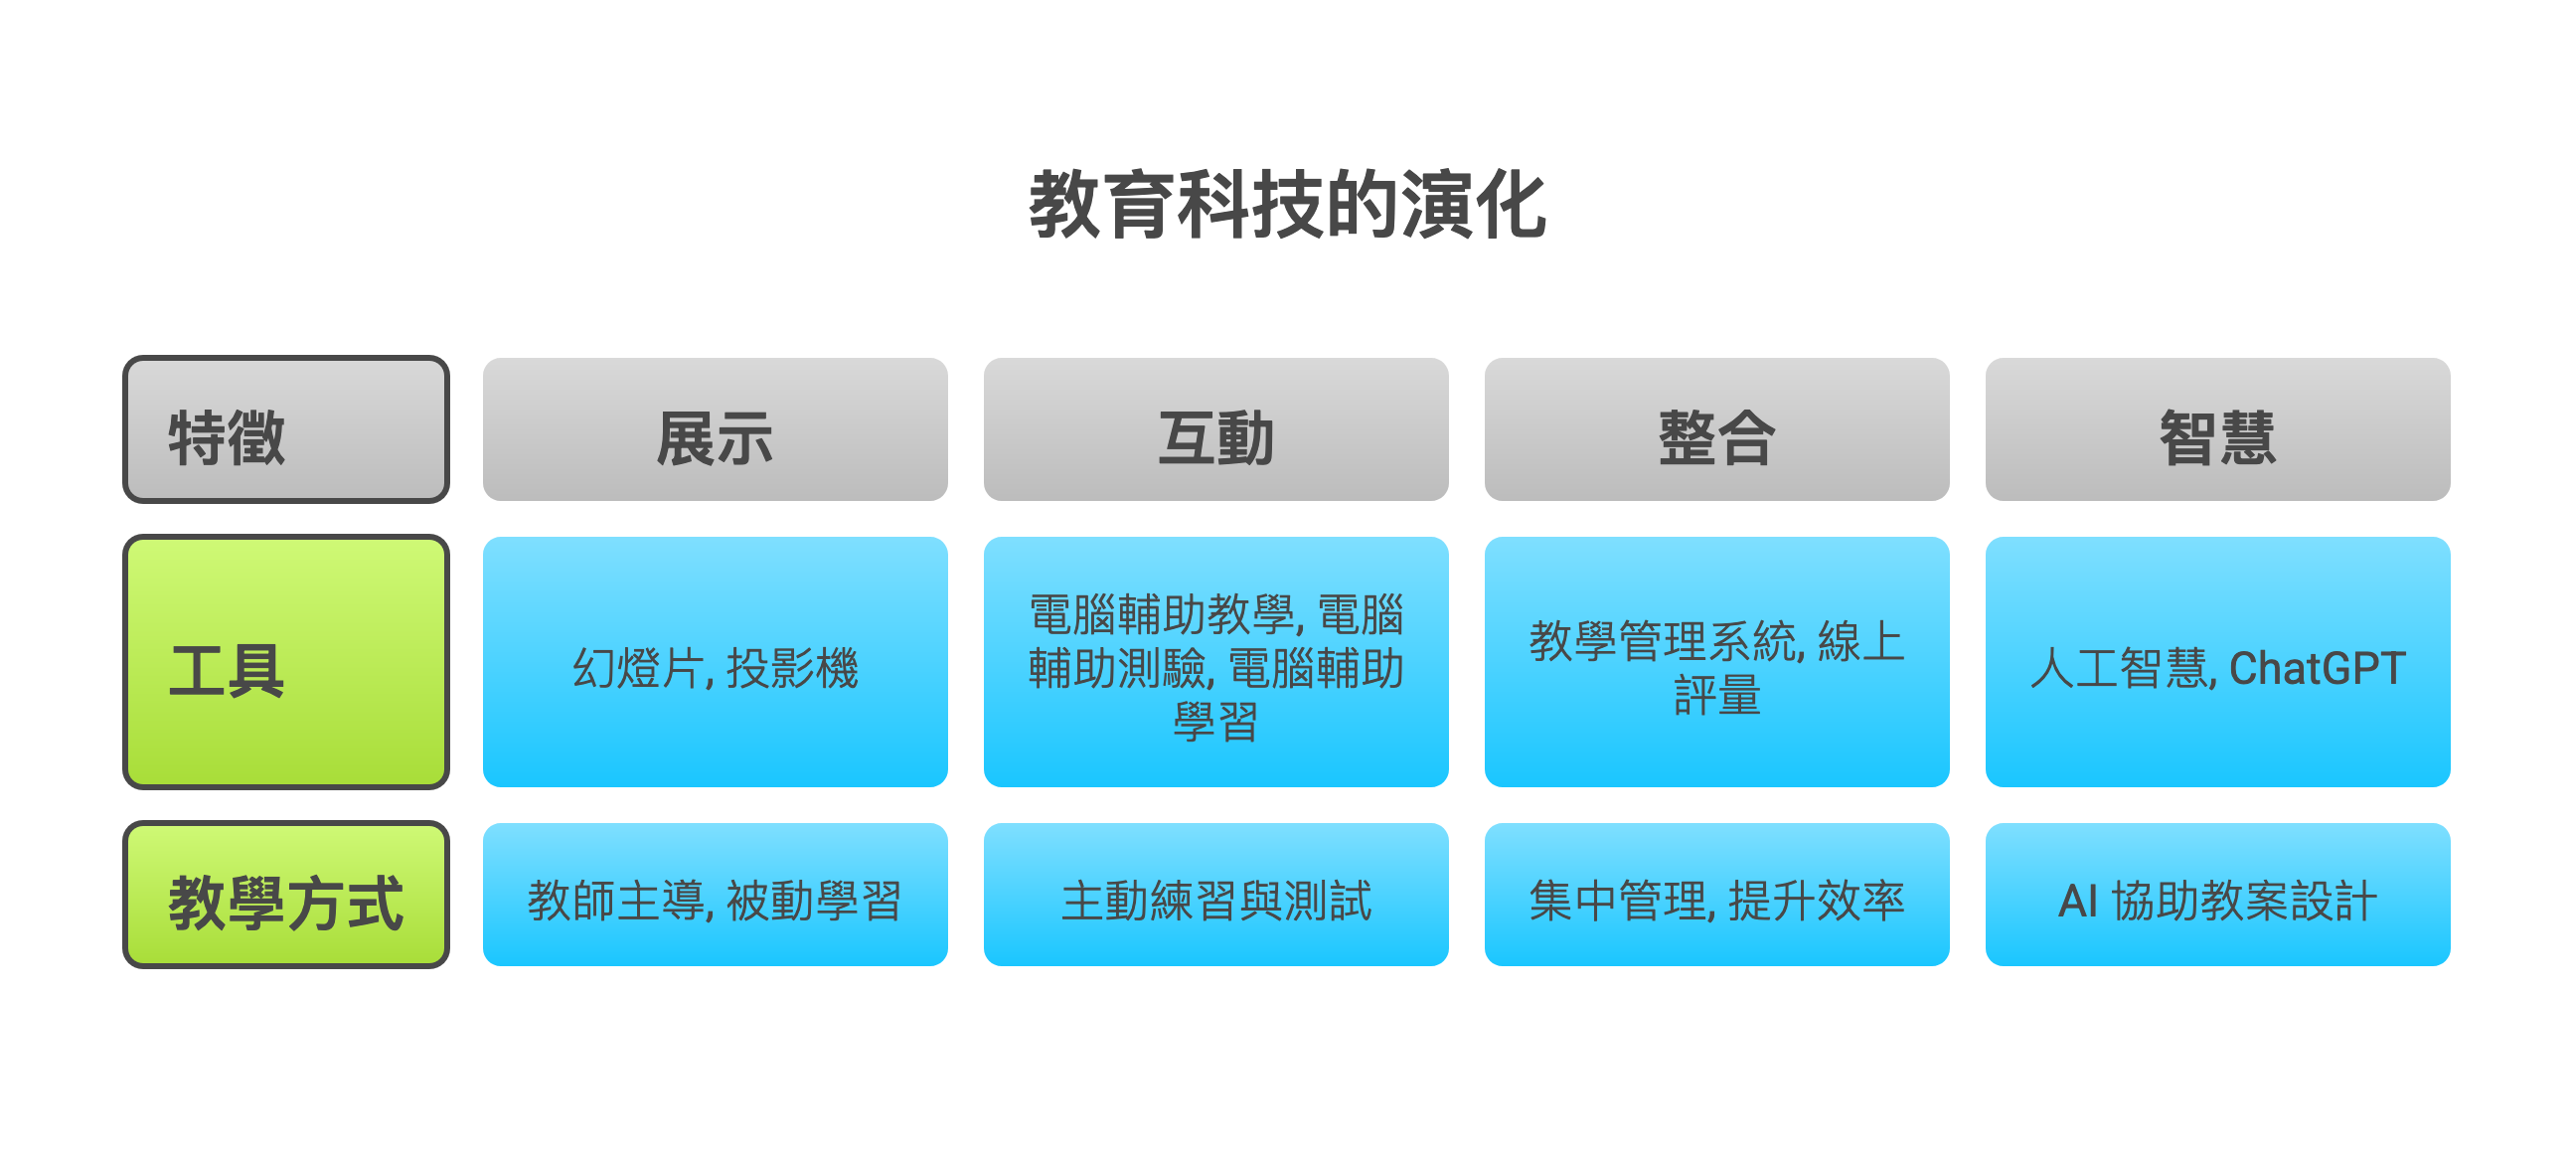 教育科技的演化
特徵
展示
互動
整合
智慧
工具
幻燈片, 投影機
電腦輔助教學, 電腦
輔助測驗, 電腦輔助
學習
教學管理系統, 線上
評量
人工智慧, ChatGPT
教學方式
教師主導, 被動學習
主動練習與測試
集中管理, 提升效率
AI 協助教案設計